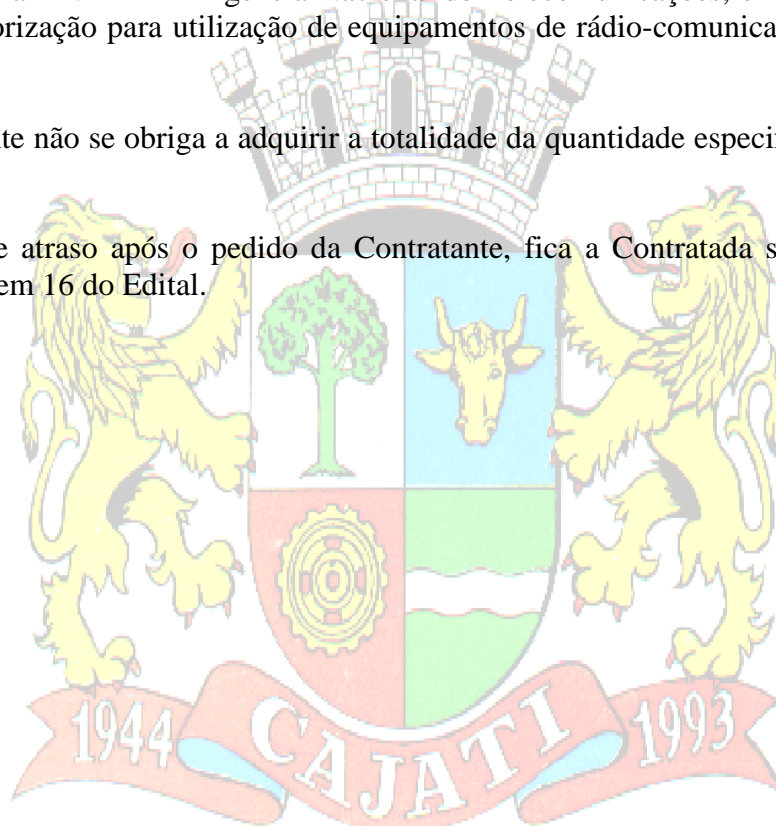 orização para utilização de equipamentos de rádio-comunica
te não se obriga a adquirir a totalidade da quantidade especi
e atraso após o pedido da Contratante, fica a Contratada s
em 16 do Edital.
1944 CAJATI 1993